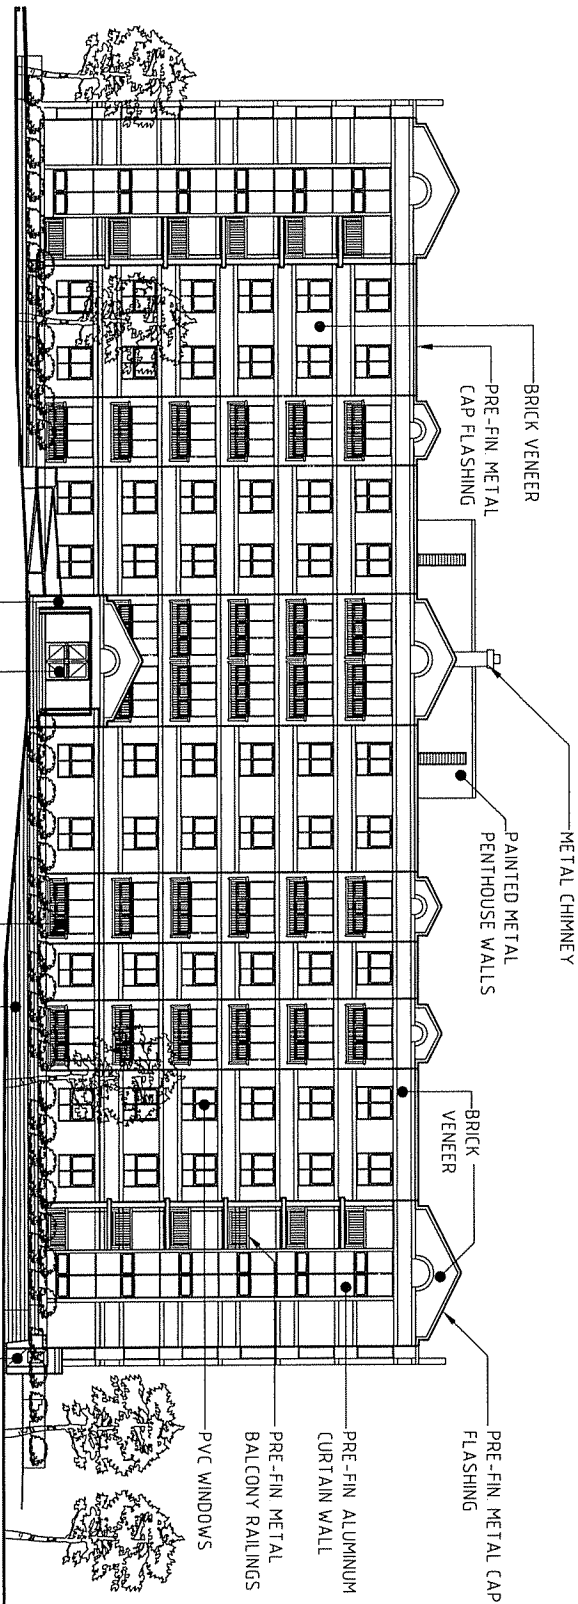 BRICK VENEER
PRE-FIN. METAL
CAP FLASHING
METAL CHIMNEY
PAINTED METAL
PENTHOUSE WALLS
BRICK
VENEER
PRE-FIN. METAL CAP
FLASHING
PRE-FIN. ALUMINUM
CURTAIN WALL
PRE-FIN. METAL
BALCONY RAILINGS
PVC WINDOWS